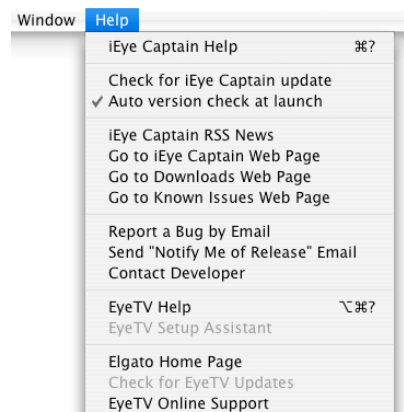 Window Help
iEye Captain Help ⌘?
Check for iEye Captain update
✓ Auto version check at launch
iEye Captain RSS News
Go to iEye Captain Web Page
Go to Downloads Web Page
Go to Known Issues Web Page
Report a Bug by Email
Send "Notify Me of Release" Email
Contact Developer
EyeTV Help ⌥⌘?
EyeTV Setup Assistant
Elgato Home Page
Check for EyeTV Updates
EyeTV Online Support